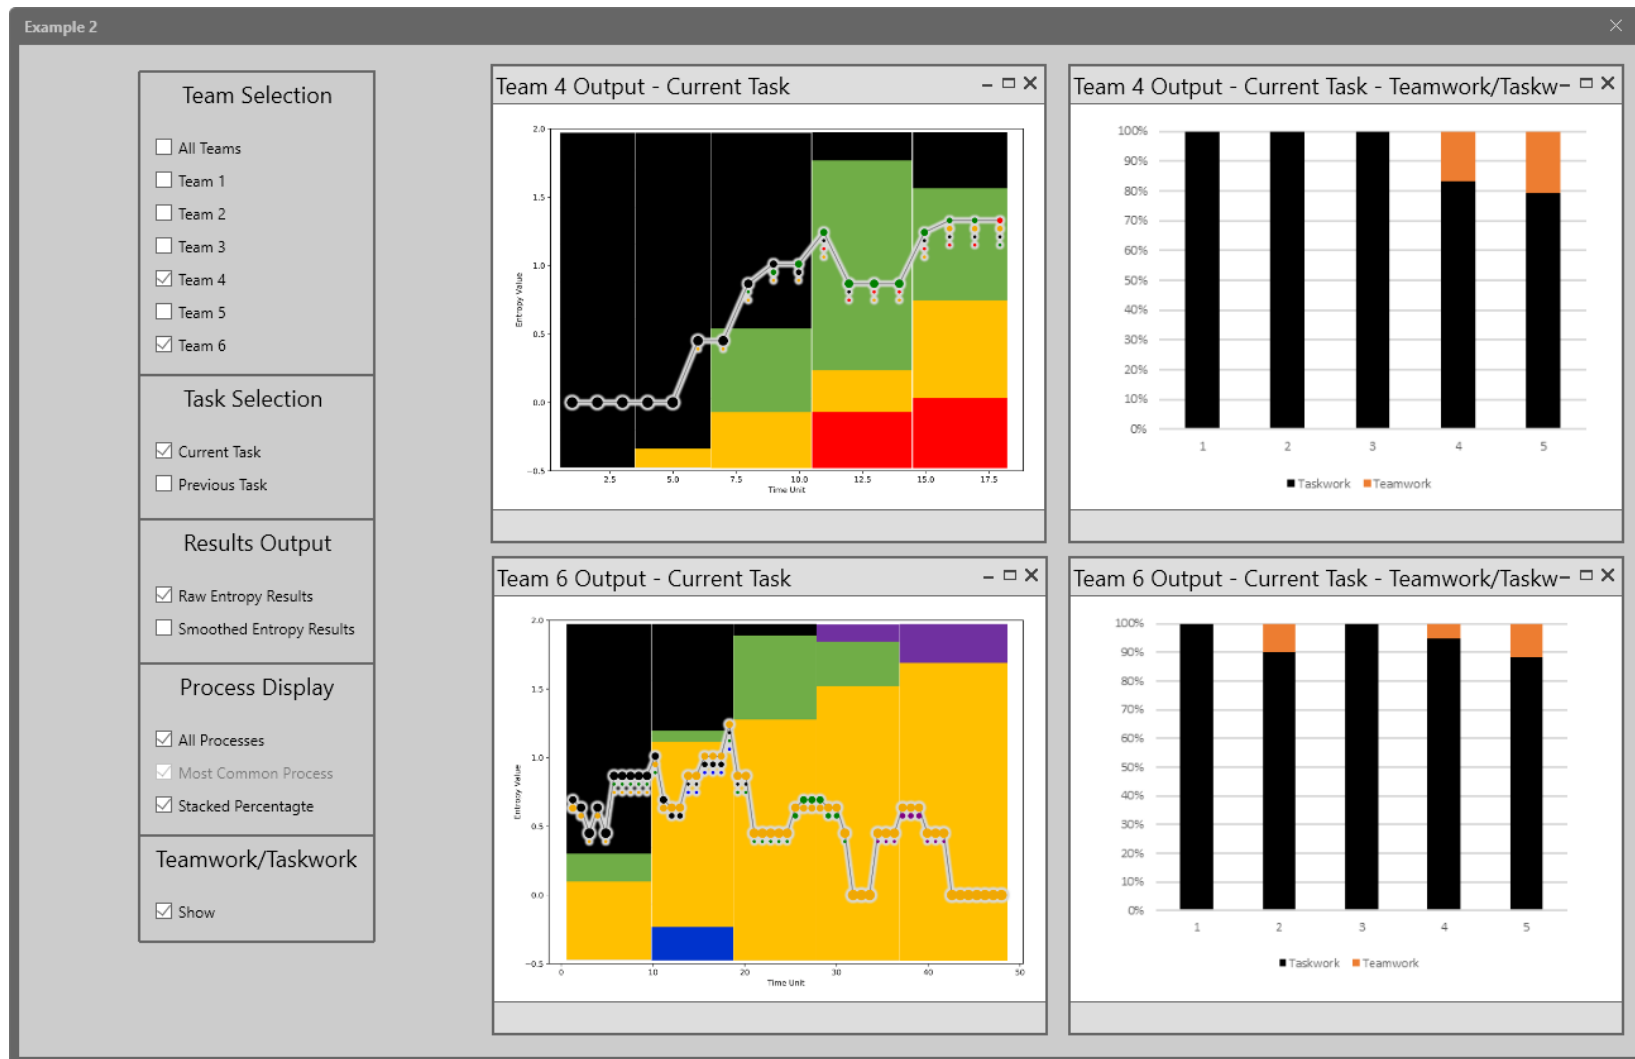 Example 2
Team Selection
All Teams
Team 1
Team 2
Team 3
Team 4
Team 5
Team 6
Task Selection
Current Task
Previous Task
Results Output
Raw Entropy Results
Smoothed Entropy Results
Process Display
All Processes
Most Common Process
Stacked Percentagte
Teamwork/Taskwork
Show
Team 4 Output - Current Task
2.0
1.5
1.0
0.5
0.0
−0.5
Entropy Value
2.5 5.0 7.5 10.0 12.5 15.0 17.5
Time Unit
Team 4 Output - Current Task - Teamwork/Taskw
100%
90%
80%
70%
60%
50%
40%
30%
20%
10%
0%
1 2 3 4 5
Taskwork Teamwork
Team 6 Output - Current Task
2.0
1.5
1.0
0.5
0.0
−0.5
Entropy Value
0 10 20 30 40 50
Time Unit
Team 6 Output - Current Task - Teamwork/Taskw
100%
90%
80%
70%
60%
50%
40%
30%
20%
10%
0%
1 2 3 4 5
Taskwork Teamwork